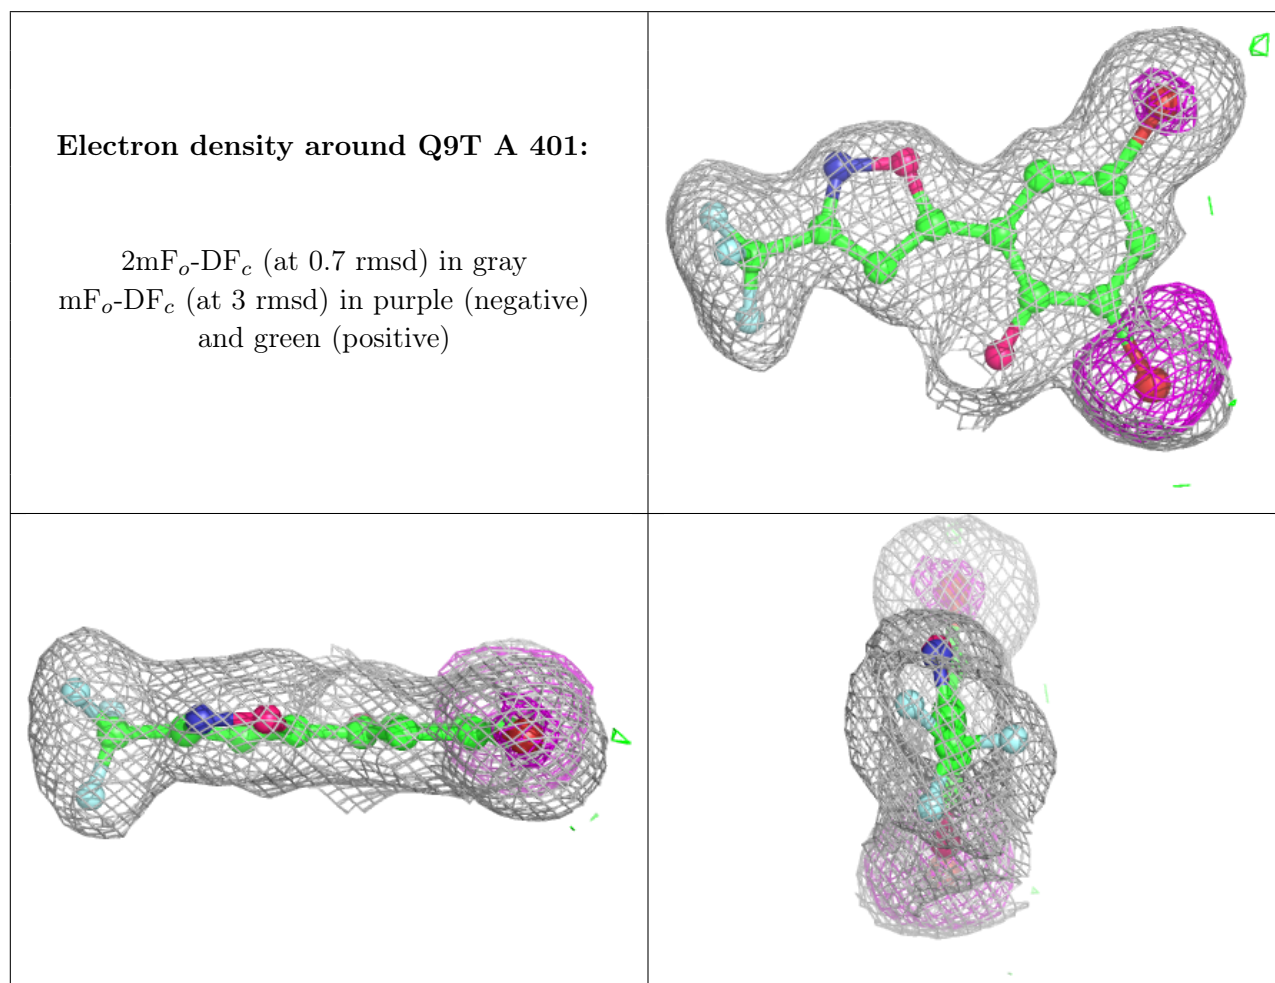 Electron density around Q9T A 401:
2mFo-DFc (at 0.7 rmsd) in gray
mFo-DFc (at 3 rmsd) in purple (negative)
and green (positive)